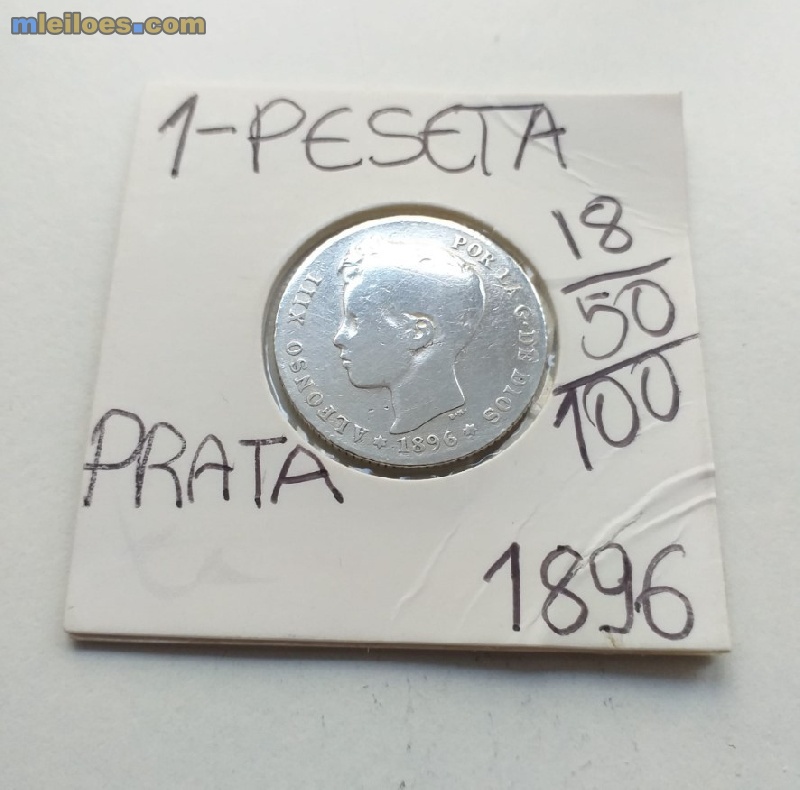 mleiloes.com
1-PESETA
18
50
100
ALFONSO XIII POR LA G. DE DIOS
* 1896 *
PRATA
1896